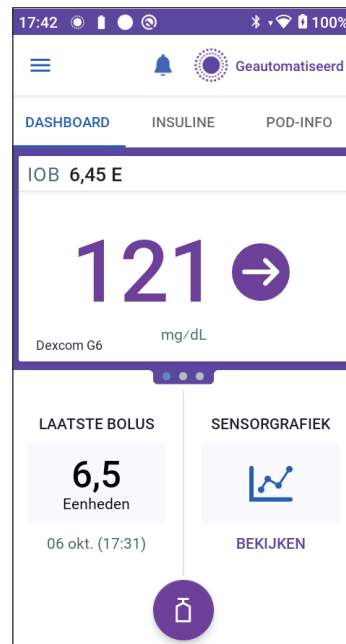 17:42 100%
Geautomatiseerd
DASHBOARD INSULINE POD-INFO
IOB 6,45 E
121
mg/dL
Dexcom G6
LAATSTE BOLUS
6,5
Eenheden
06 okt. (17:31)
SENSORGRAFIEK
BEKIJKEN